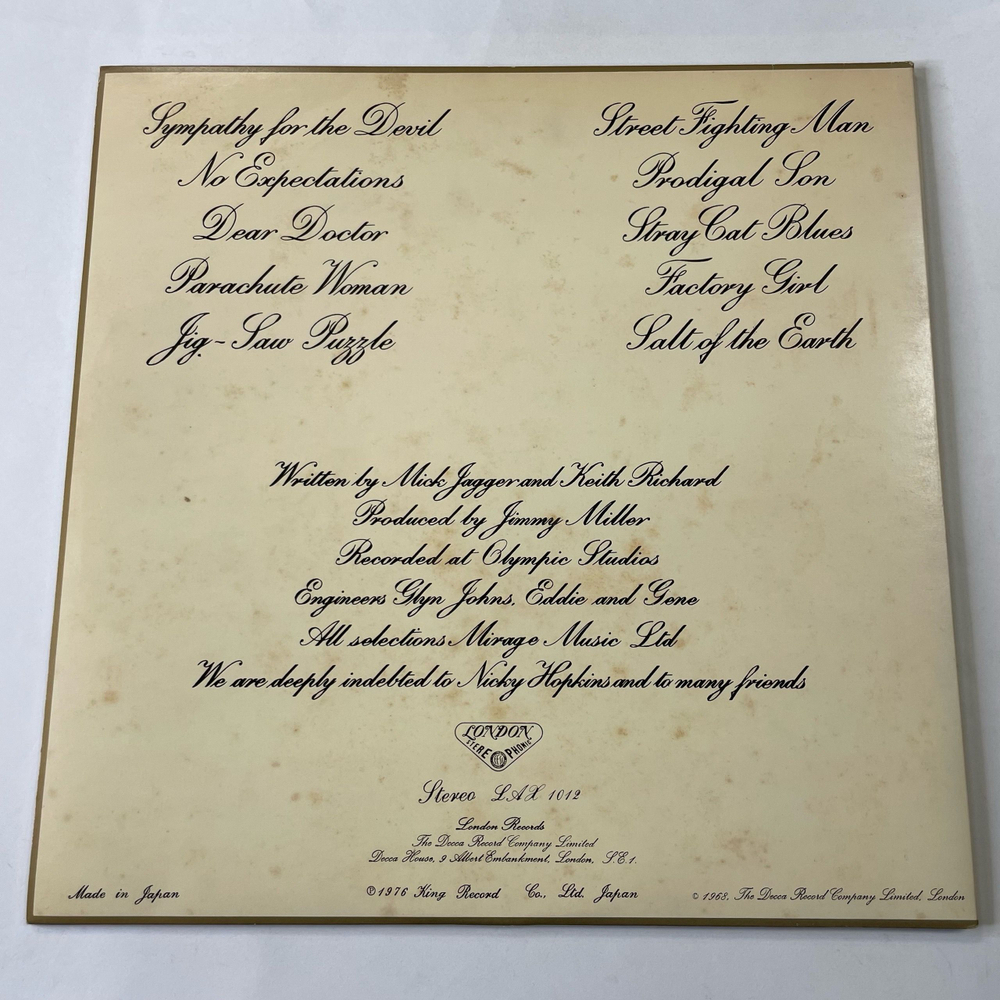 Sympathy for the Devil
No Expectations
Dear Doctor
Parachute Woman
Jig-Saw Puzzle
Street Fighting Man
Prodigal Son
Stray Cat Blues
Factory Girl
Salt of the Earth
Written by Mick Jagger and Keith Richard
Produced by Jimmy Miller
Recorded at Olympic Studios
Engineers Glyn Johns, Eddie and Gene
All selections Mirage Music Ltd
We are deeply indebted to Nicky Hopkins and to many friends
LONDON
STEREOPHONIC
Stereo LAX 1012
London Records
The Decca Record Company Limited
Decca House, 9 Albert Embankment, London, S.E.1.
Made in Japan
℗1976 King Record Co., Ltd. Japan
© 1968, The Decca Record Company Limited, London